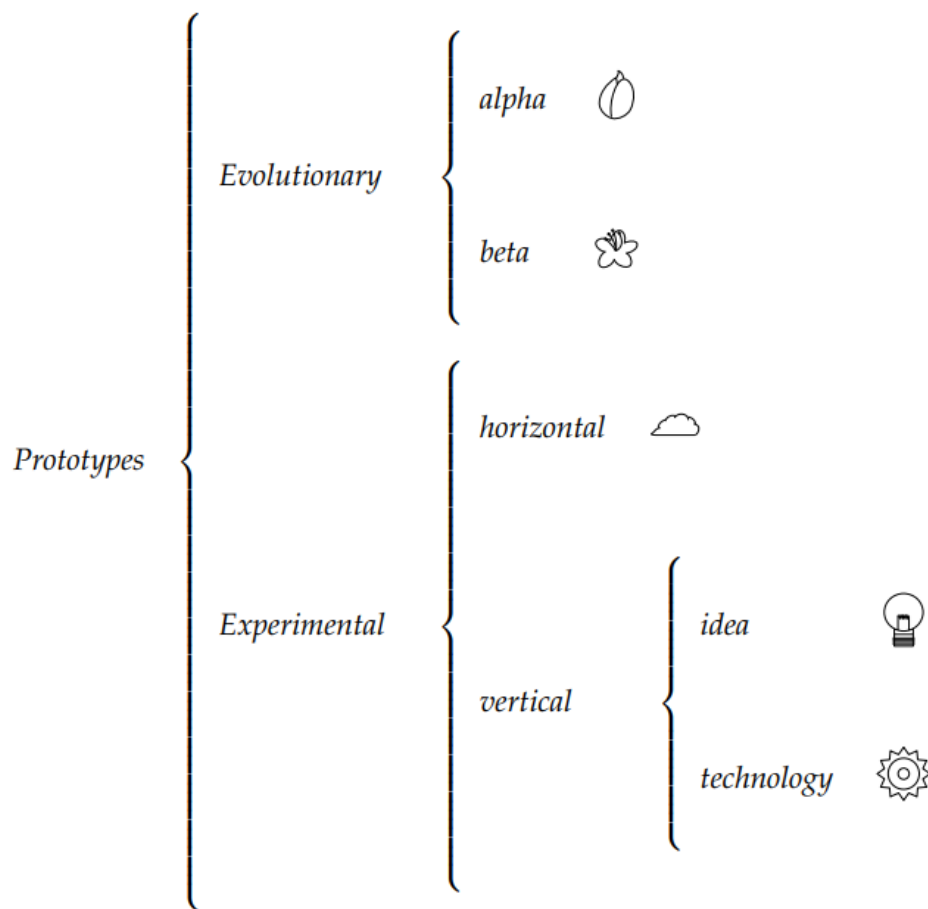 alpha
Evolutionary
beta
horizontal
Prototypes
Experimental
idea
vertical
technology